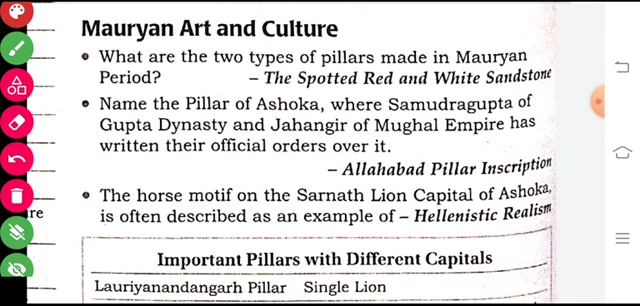 Mauryan Art and Culture
• What are the two types of pillars made in Mauryan
Period? – The Spotted Red and White Sandstone
• Name the Pillar of Ashoka, where Samudragupta of
Gupta Dynasty and Jahangir of Mughal Empire has
written their official orders over it.
– Allahabad Pillar Inscription
• The horse motif on the Sarnath Lion Capital of Ashoka,
is often described as an example of – Hellenistic Realism
re
Important Pillars with Different Capitals
Lauriyanandangarh Pillar Single Lion